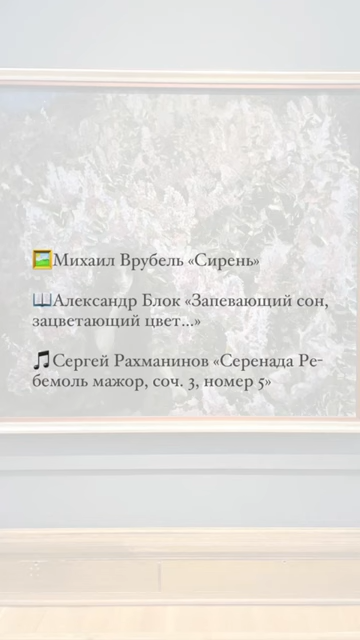 🖼️Михаил Врубель «Сирень»
📖Александр Блок «Запевающий сон,
зацветающий цвет...»
🎵Сергей Рахманинов «Серенада Ре-
бемоль мажор, соч. 3, номер 5»